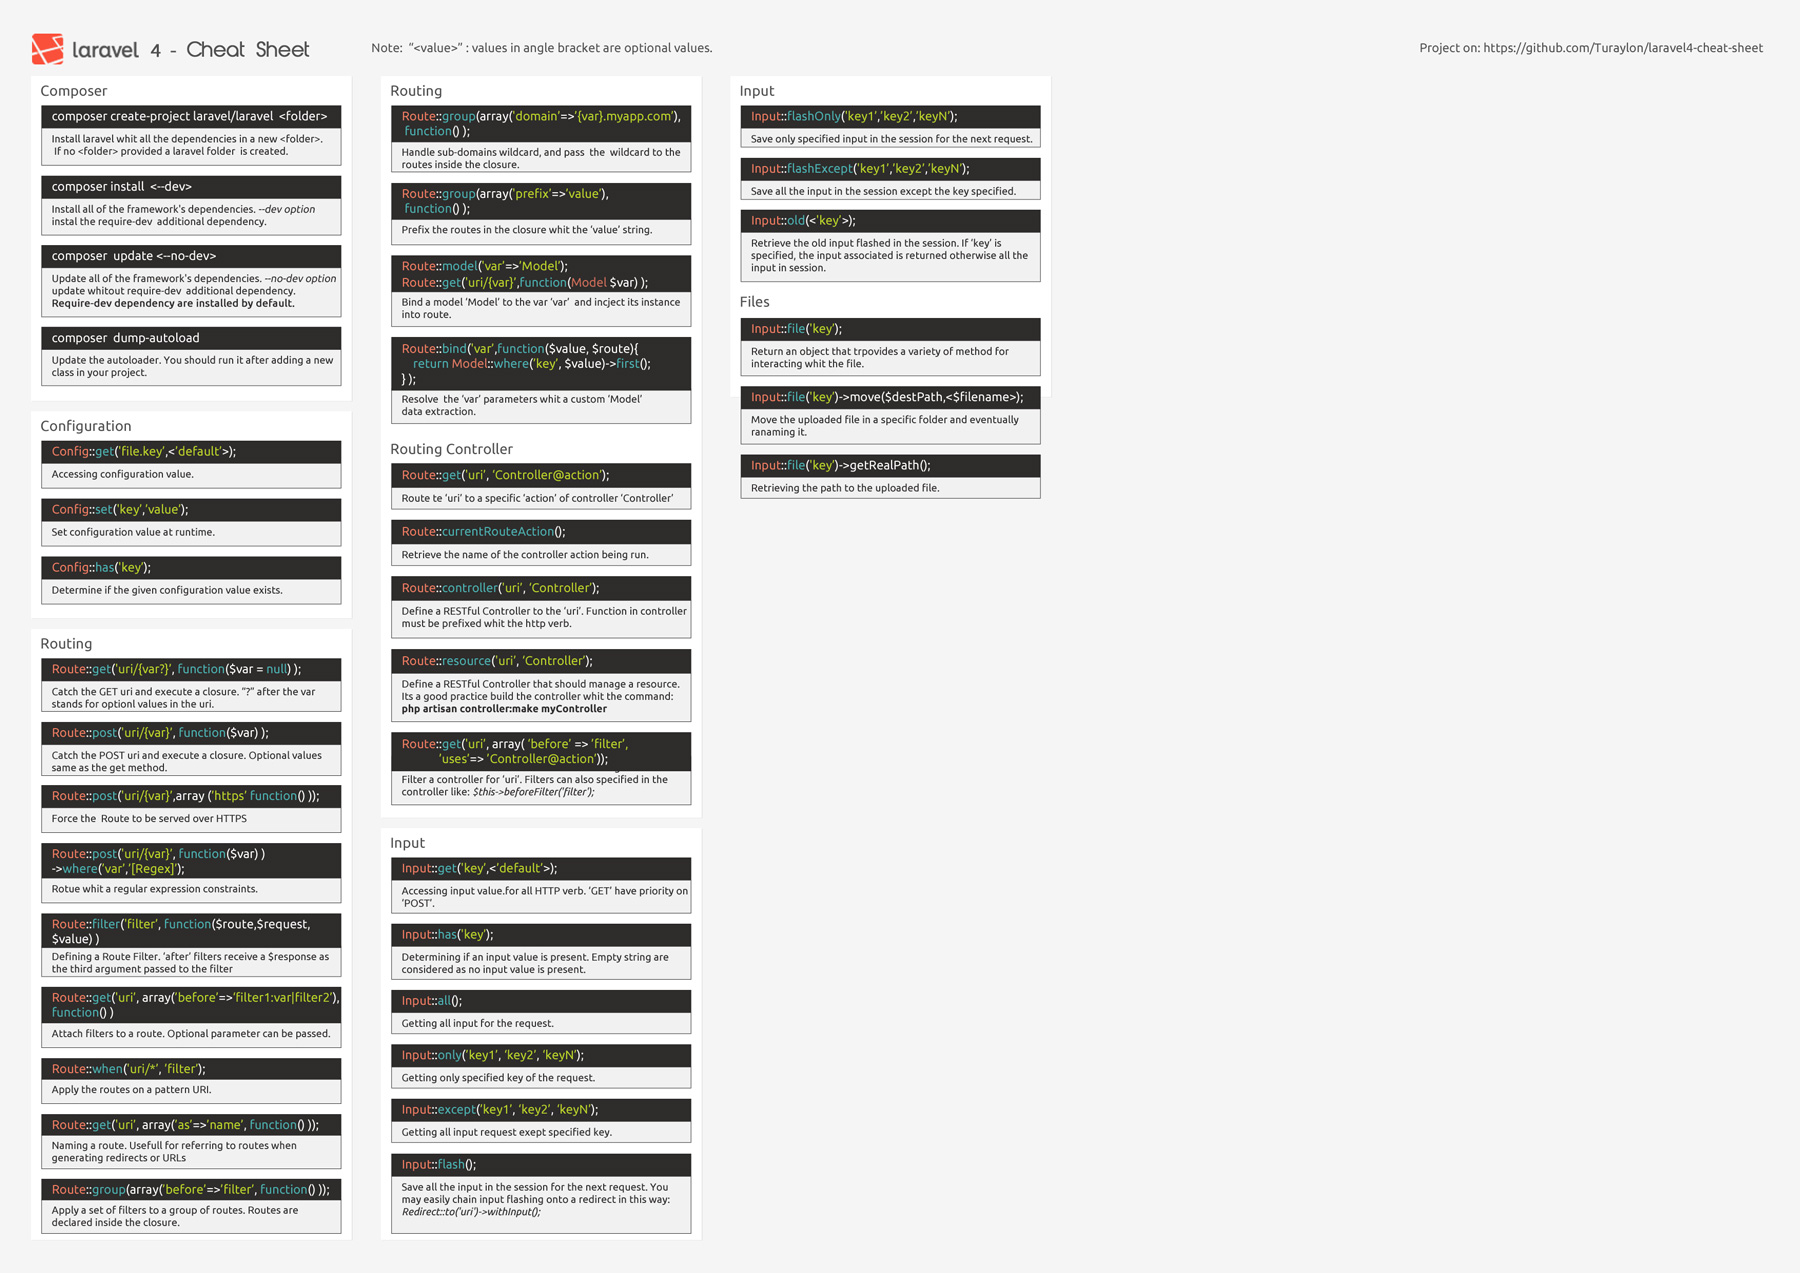 laravel 4 - Cheat Sheet
Note: “<value>” : values in angle bracket are optional values.
Project on: https://github.com/Turaylon/laravel4-cheat-sheet
Composer
composer create-project laravel/laravel <folder>
Install laravel whit all the dependencies in a new <folder>.
If no <folder> provided a laravel folder is created.
composer install <--dev>
Install all of the framework's dependencies. --dev option
instal the require-dev additional dependency.
composer update <--no-dev>
Update all of the framework's dependencies. --no-dev option
update whitout require-dev additional dependency.
Require-dev dependency are installed by default.
composer dump-autoload
Update the autoloader. You should run it after adding a new
class in your project.
Configuration
Config::get(‘file.key’,<‘default’>);
Accessing configuration value.
Config::set(‘key’,’value’);
Set configuration value at runtime.
Config::has(‘key’);
Determine if the given configuration value exists.
Routing
Route::get(‘uri/{var?}’, function($var = null) );
Catch the GET uri and execute a closure. “?” after the var
stands for optionl values in the uri.
Route::post(‘uri/{var}’, function($var) );
Catch the POST uri and execute a closure. Optional values
same as the get method.
Route::post(‘uri/{var}’,array (‘https’ function() ));
Force the Route to be served over HTTPS
Route::post(‘uri/{var}’, function($var) )
->where(‘var’,’[Regex]’);
Rotue whit a regular expression constraints.
Route::filter(‘filter’, function($route,$request,
$value) )
Defining a Route Filter. ‘after’ filters receive a $response as
the third argument passed to the filter
Route::get(‘uri’, array(‘before’=>’filter1:var|filter2’),
function() )
Attach filters to a route. Optional parameter can be passed.
Route::when(‘uri/*’, ‘filter’);
Apply the routes on a pattern URI.
Route::get(‘uri’, array(‘as’=>’name’, function() ));
Naming a route. Usefull for referring to routes when
generating redirects or URLs
Route::group(array(‘before’=>’filter’, function() ));
Apply a set of filters to a group of routes. Routes are
declared inside the closure.
Routing
Route::group(array(‘domain’=>’{var}.myapp.com’),
function() );
Handle sub-domains wildcard, and pass the wildcard to the
routes inside the closure.
Route::group(array(‘prefix’=>’value’),
function() );
Prefix the routes in the closure whit the ‘value’ string.
Route::model(‘var’=>’Model’);
Route::get(‘uri/{var}’,function(Model $var) );
Bind a model ‘Model’ to the var ‘var’ and incject its instance
into route.
Route::bind(‘var’,function($value, $route){
return Model::where(‘key’, $value)->first();
} );
Resolve the ‘var’ parameters whit a custom ‘Model’
data extraction.
Routing Controller
Route::get(‘uri’, ‘Controller@action’);
Route te ‘uri’ to a specific ‘action’ of controller ‘Controller’
Route::currentRouteAction();
Retrieve the name of the controller action being run.
Route::controller(‘uri’, ‘Controller’);
Define a RESTful Controller to the ‘uri’. Function in controller
must be prefixed whit the http verb.
Route::resource(‘uri’, ‘Controller’);
Define a RESTful Controller that should manage a resource.
Its a good practice build the controller whit the command:
php artisan controller:make myController
Route::get(‘uri’, array( ‘before’ => ‘filter’,
‘uses’=> ‘Controller@action’));
Filter a controller for ‘uri’. Filters can also specified in the
controller like: $this->beforeFilter(‘filter’);
Input
Input::get(‘key’,<‘default’>);
Accessing input value.for all HTTP verb. ‘GET’ have priority on
‘POST’.
Input::has(‘key’);
Determining if an input value is present. Empty string are
considered as no input value is present.
Input::all();
Getting all input for the request.
Input::only(‘key1’, ‘key2’, ‘keyN’);
Getting only specified key of the request.
Input::except(‘key1’, ‘key2’, ‘keyN’);
Getting all input request exept specified key.
Input::flash();
Save all the input in the session for the next request. You
may easily chain input flashing onto a redirect in this way:
Redirect::to(‘uri’)->withInput();
Input
Input::flashOnly(‘key1’,’key2’,’keyN’);
Save only specified input in the session for the next request.
Input::flashExcept(‘key1’,’key2’,’keyN’);
Save all the input in the session except the key specified.
Input::old(<‘key’>);
Retrieve the old input flashed in the session. If ‘key’ is
specified, the input associated is returned otherwise all the
input in session.
Files
Input::file(‘key’);
Return an object that trpovides a variety of method for
interacting whit the file.
Input::file(‘key’)->move($destPath,<$filename>);
Move the uploaded file in a specific folder and eventually
ranaming it.
Input::file(‘key’)->getRealPath();
Retrieving the path to the uploaded file.